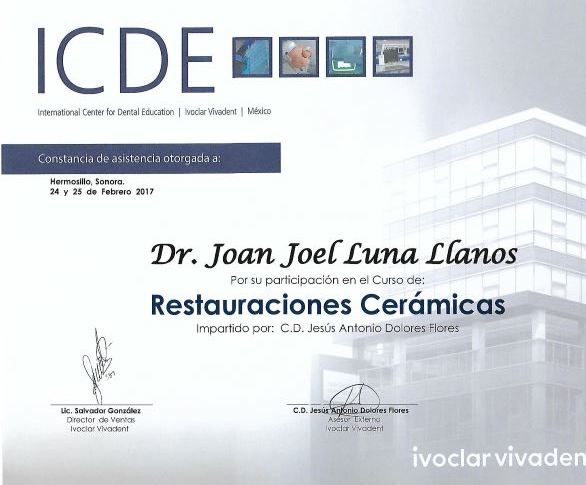 ICDE
International Center for Dental Education | Ivoclar Vivadent | México
Constancia de asistencia otorgada a:
Hermosillo, Sonora.
24 y 25 de Febrero 2017
Dr. Joan Joel Luna Llanos
Por su participación en el Curso de:
Restauraciones Cerámicas
Impartido por: C.D. Jesús Antonio Dolores Flores
Lic. Salvador González
Director de Ventas
Ivoclar Vivadent
C.D. Jesús Antonio Dolores Flores
Asesor Externo
Ivoclar Vivadent
ivoclar vivaden